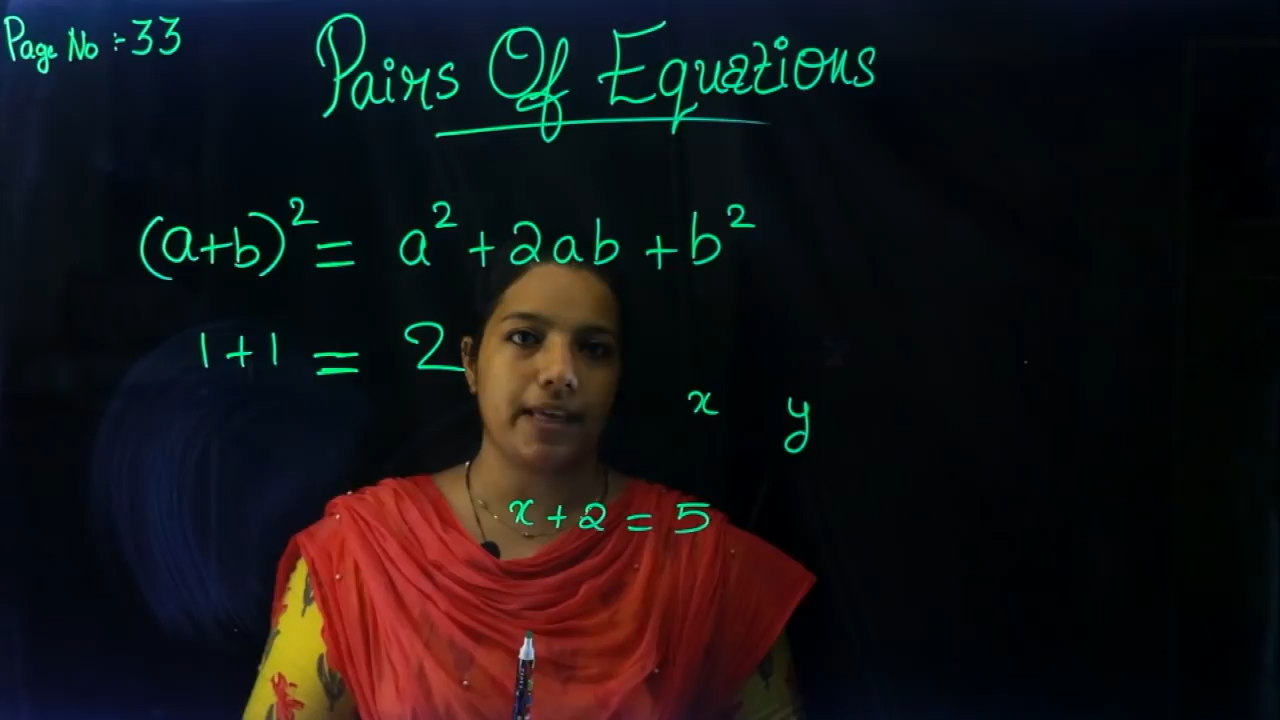 Page No :- 33
Pairs Of Equations
(a+b)² = a² + 2ab + b²
1 + 1 = 2
x y
x + 2 = 5